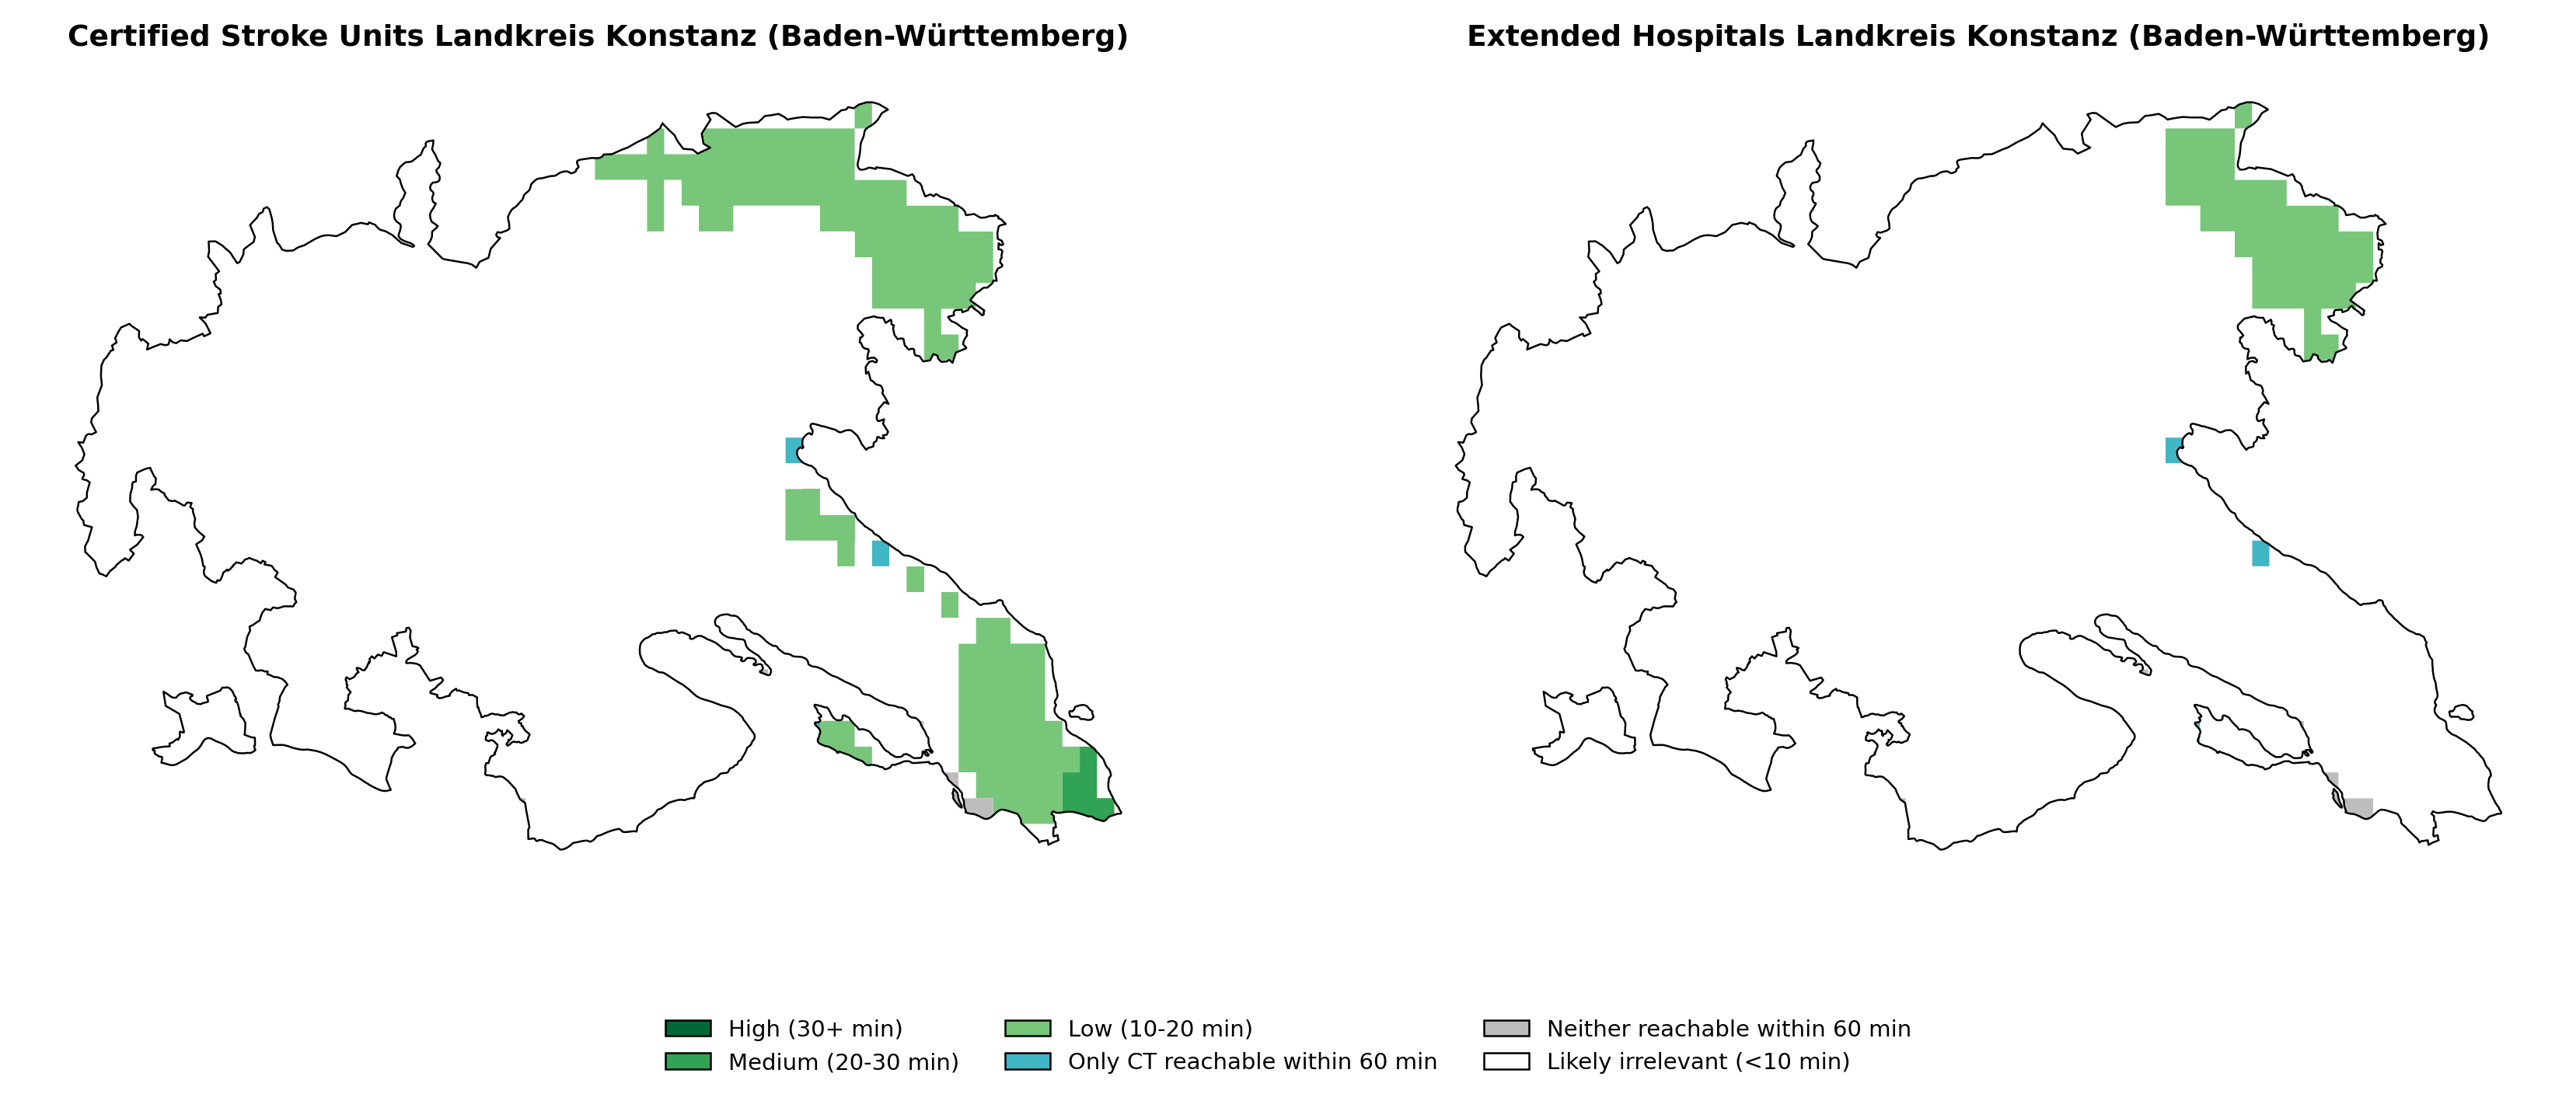 Certified Stroke Units Landkreis Konstanz (Baden-Württemberg)
Extended Hospitals Landkreis Konstanz (Baden-Württemberg)
High (30+ min)
Medium (20-30 min)
Low (10-20 min)
Only CT reachable within 60 min
Neither reachable within 60 min
Likely irrelevant (<10 min)